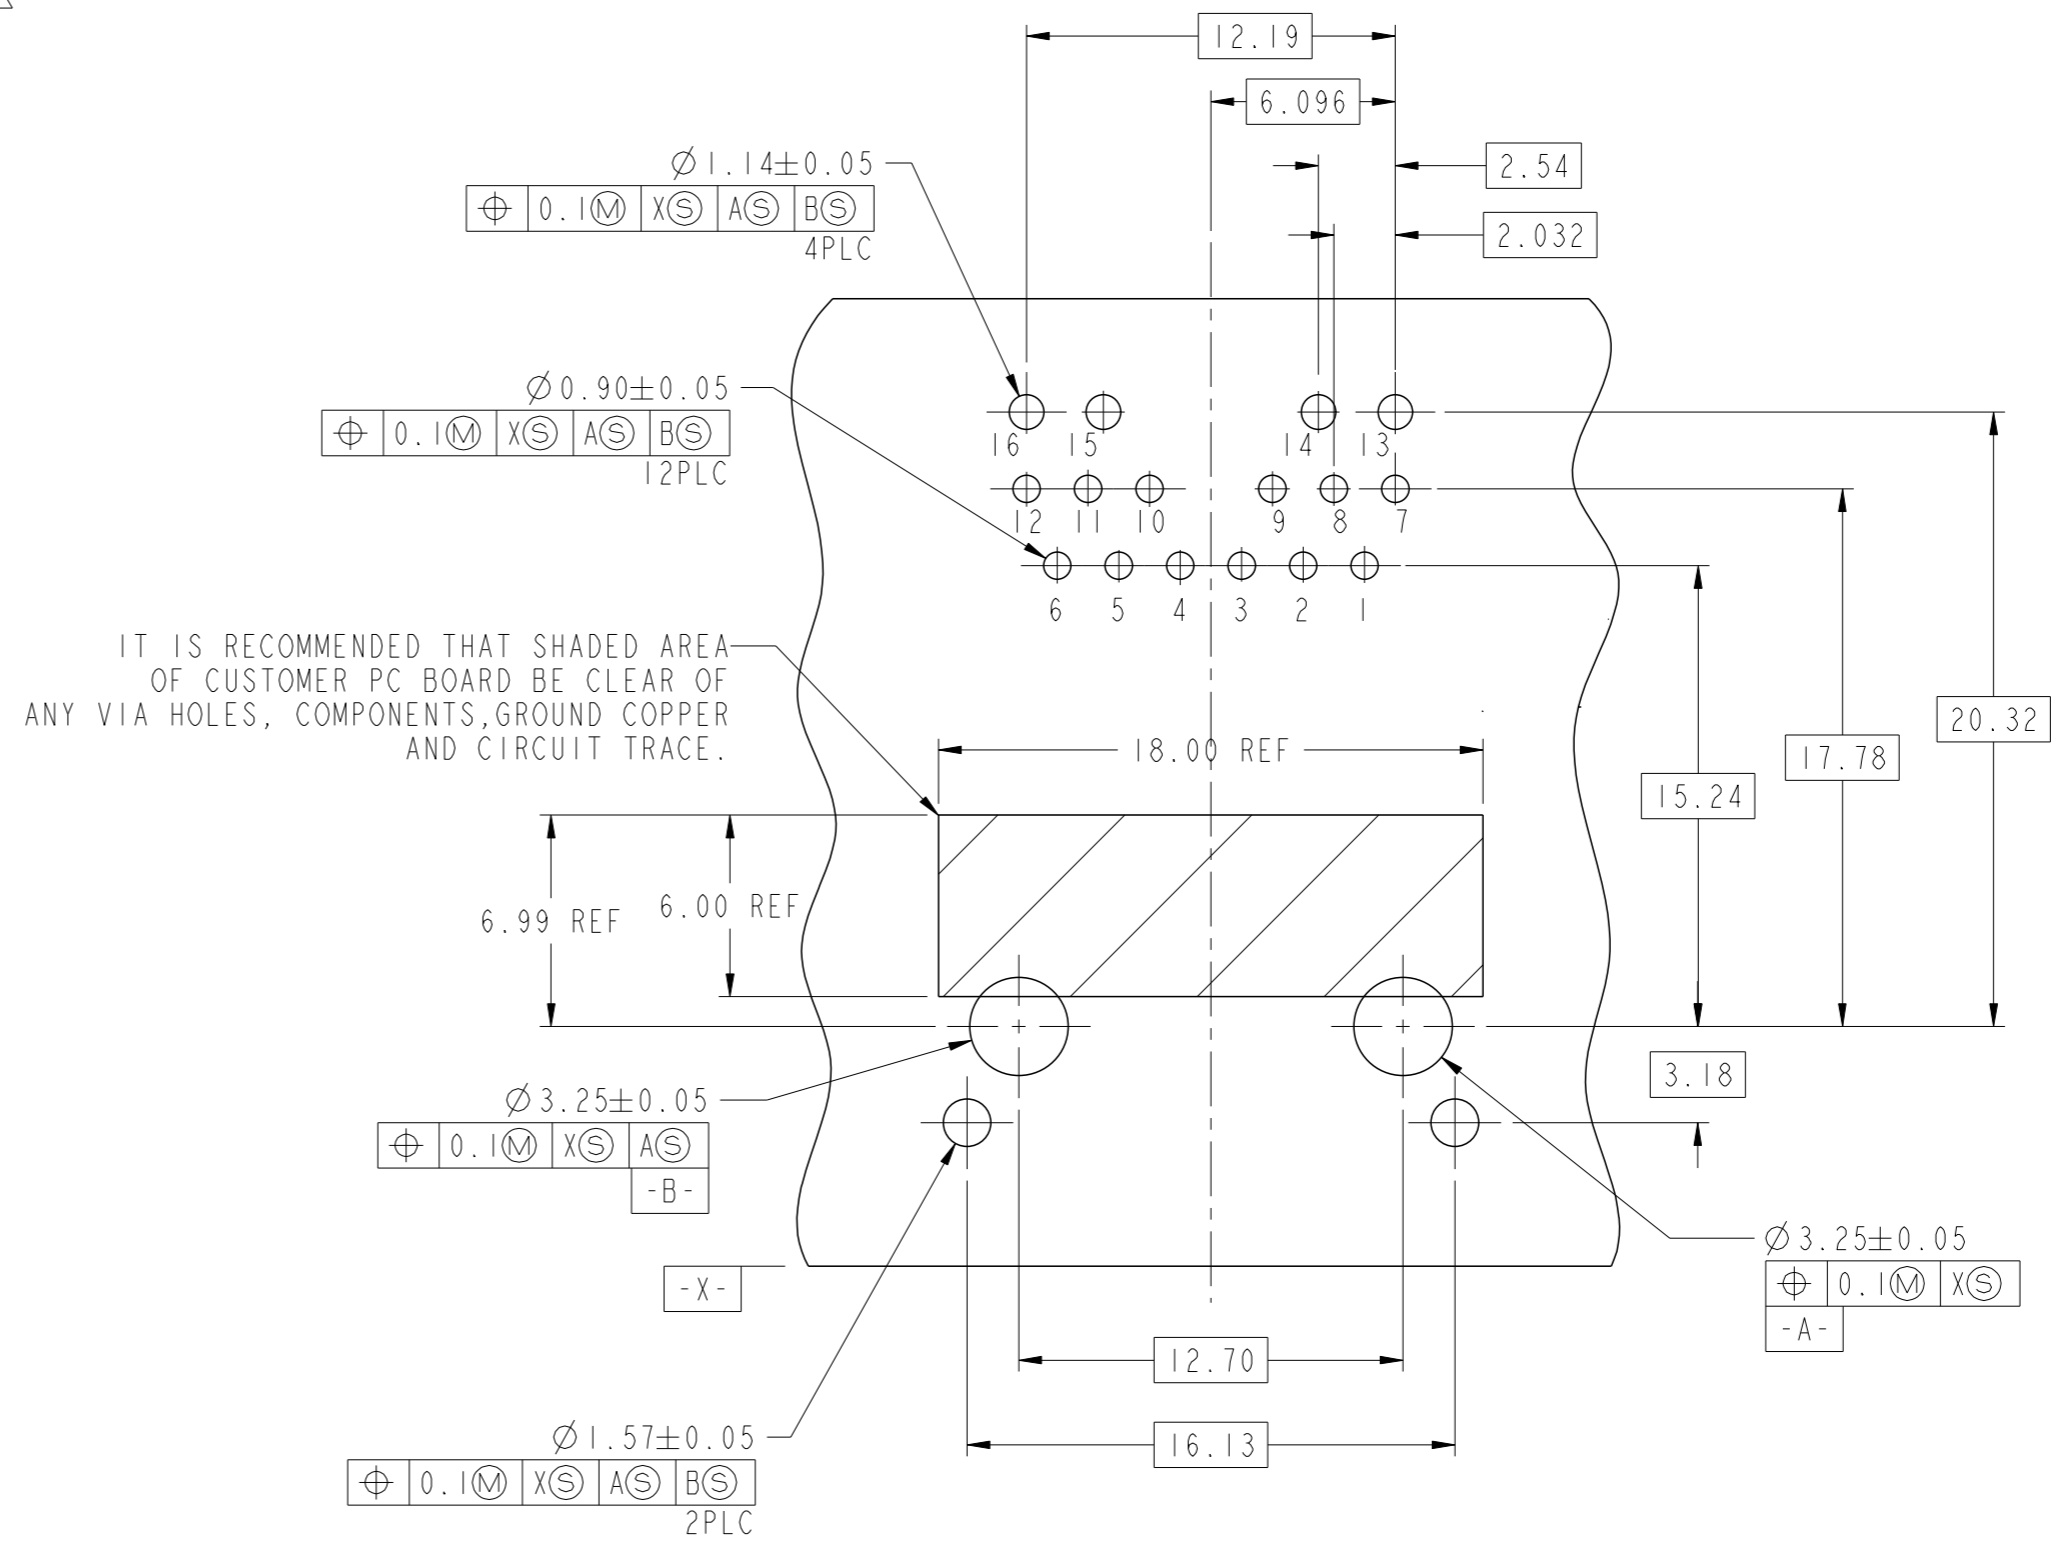 12.19
6.096
2.54
2.032
Ø1.14±0.05
⌖ 0.1Ⓜ XⓈ AⓈ BⓈ
4PLC
Ø0.90±0.05
⌖ 0.1Ⓜ XⓈ AⓈ BⓈ
12PLC
16 15 14 13
12 11 10 9 8 7
6 5 4 3 2 1
IT IS RECOMMENDED THAT SHADED AREA
OF CUSTOMER PC BOARD BE CLEAR OF
ANY VIA HOLES, COMPONENTS,GROUND COPPER
AND CIRCUIT TRACE.
18.00 REF
20.32
17.78
15.24
6.99 REF
6.00 REF
3.18
Ø3.25±0.05
⌖ 0.1Ⓜ XⓈ AⓈ
-B-
-X-
Ø3.25±0.05
⌖ 0.1Ⓜ XⓈ
-A-
12.70
16.13
Ø1.57±0.05
⌖ 0.1Ⓜ XⓈ AⓈ BⓈ
2PLC